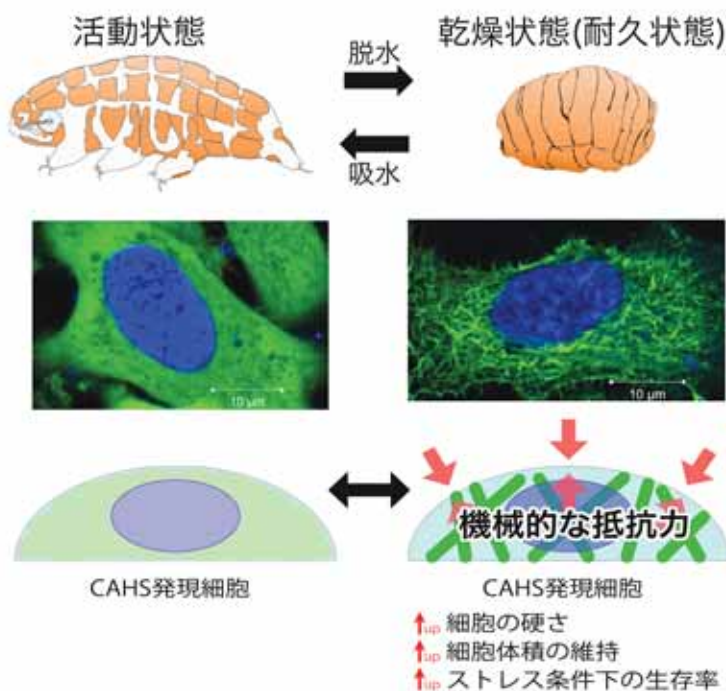 活動状態
乾燥状態(耐久状態)
脱水
吸水
10 μm
10 μm
機械的な抵抗力
CAHS発現細胞
CAHS発現細胞
up 細胞の硬さ
up 細胞体積の維持
up ストレス条件下の生存率